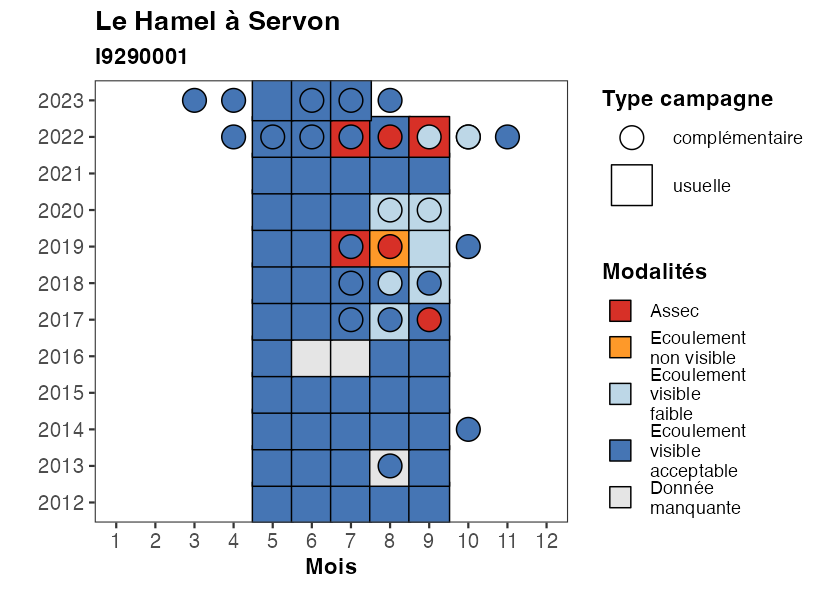 Le Hamel à Servon
I9290001
2023
2022
2021
2020
2019
2018
2017
2016
2015
2014
2013
2012
1 2 3 4 5 6 7 8 9 10 11 12
Mois
Type campagne
complémentaire
usuelle
Modalités
Assec
Ecoulement
non visible
Ecoulement
visible
faible
Ecoulement
visible
acceptable
Donnée
manquante